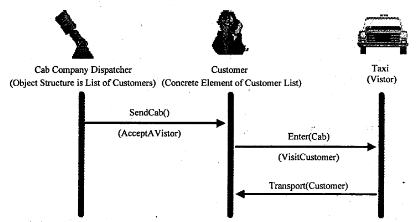 Cab Company Dispatcher
(Object Structure is List of Customers)
Customer
(Concrete Element of Customer List)
Taxi
(Vistor)
SendCab()
(AcceptAVistor)
Enter(Cab)
(VisitCustomer)
Transport(Customer)